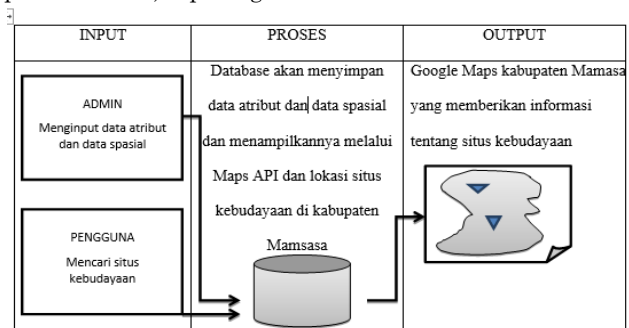 INPUT
PROSES
OUTPUT
ADMIN
Menginput data atribut
dan data spasial
PENGGUNA
Mencari situs
kebudayaan
Database akan menyimpan
data atribut dan data spasial
dan menampilkannya melalui
Maps API dan lokasi situs
kebudayaan di kabupaten
Mamsasa
Google Maps kabupaten Mamasa
yang memberikan informasi
tentang situs kebudayaan